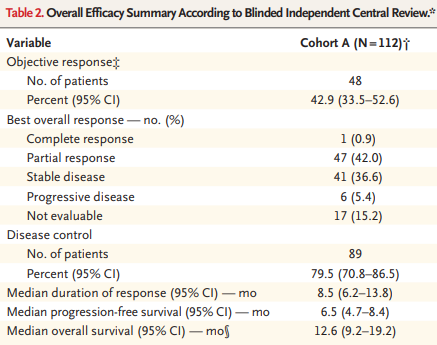 Table 2. Overall Efficacy Summary According to Blinded Independent Central Review.*
Variable Cohort A (N=112)†
Objective response‡
No. of patients 48
Percent (95% CI) 42.9 (33.5–52.6)
Best overall response — no. (%)
Complete response 1 (0.9)
Partial response 47 (42.0)
Stable disease 41 (36.6)
Progressive disease 6 (5.4)
Not evaluable 17 (15.2)
Disease control
No. of patients 89
Percent (95% CI) 79.5 (70.8–86.5)
Median duration of response (95% CI) — mo 8.5 (6.2–13.8)
Median progression-free survival (95% CI) — mo 6.5 (4.7–8.4)
Median overall survival (95% CI) — mo§ 12.6 (9.2–19.2)